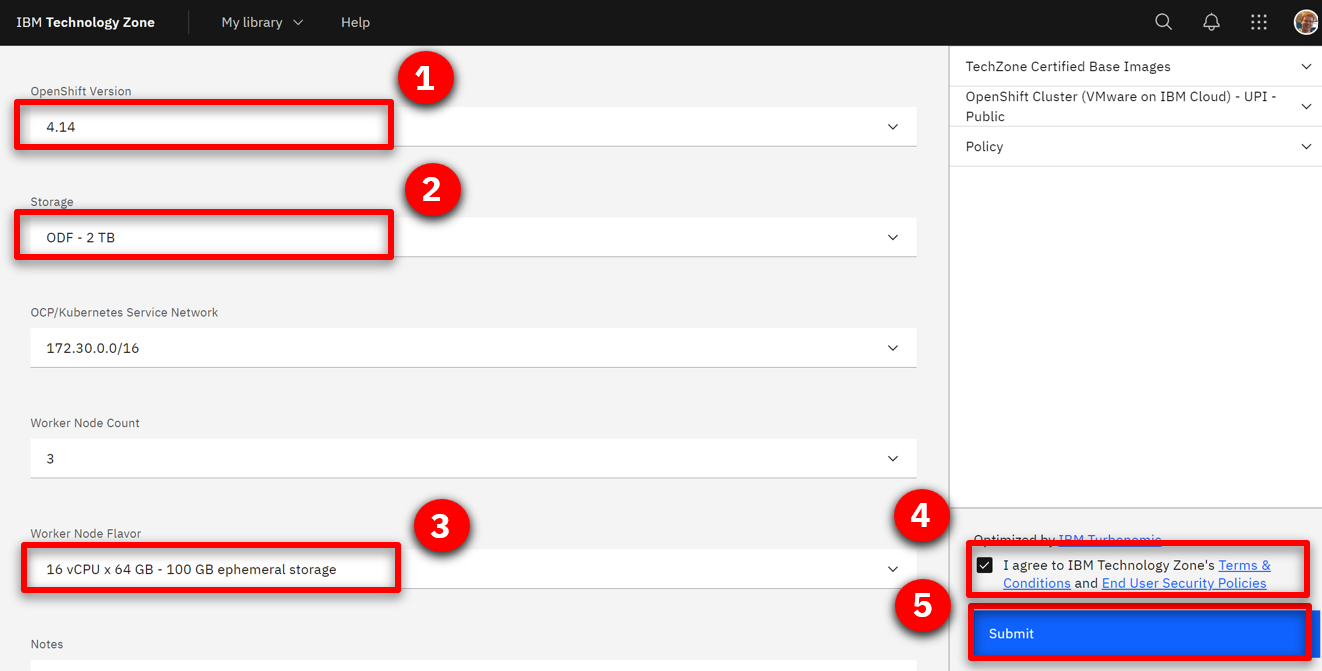 IBM Technology Zone
My library
Help
OpenShift Version
1
4.14
Storage
2
ODF - 2 TB
OCP/Kubernetes Service Network
172.30.0.0/16
Worker Node Count
3
Worker Node Flavor
3
16 vCPU x 64 GB - 100 GB ephemeral storage
Notes
TechZone Certified Base Images
OpenShift Cluster (VMware on IBM Cloud) - UPI -
Public
Policy
4
Optimized by IBM Turbonomic
I agree to IBM Technology Zone's Terms &
Conditions and End User Security Policies
5
Submit